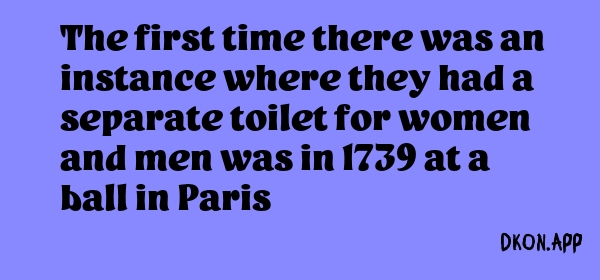 The first time there was an
instance where they had a
separate toilet for women
and men was in 1739 at a
ball in Paris
DKON.APP